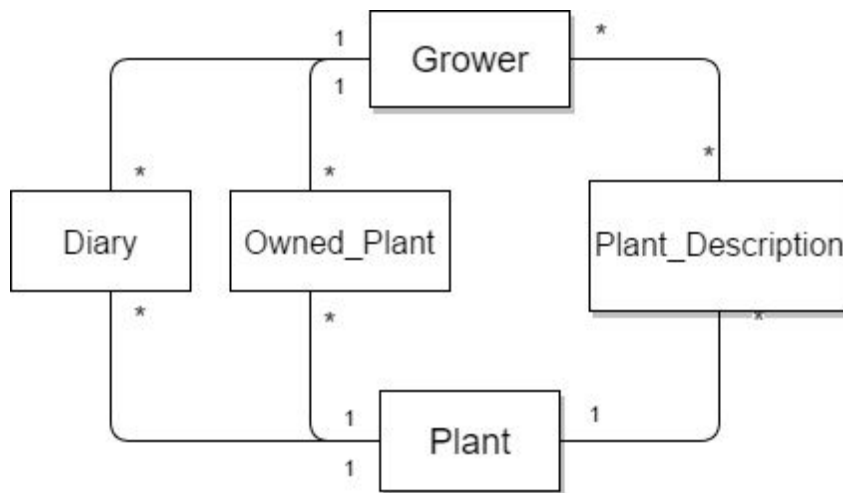 1
Grower
*
1
*
*
*
Diary
Owned_Plant
Plant_Description
*
*
*
1
Plant
1
1